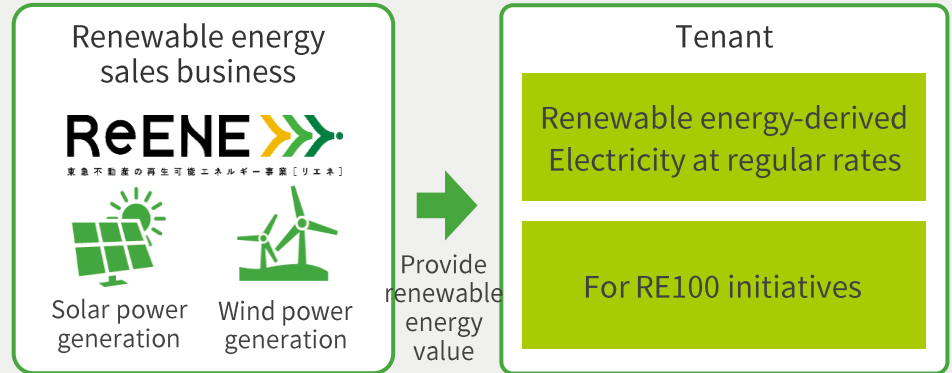 Renewable energy
sales business
ReENE
東急不動産の再生可能エネルギー事業[リエネ]
Solar power
generation
Wind power
generation
Provide
renewable
energy
value
Tenant
Renewable energy-derived
Electricity at regular rates
For RE100 initiatives